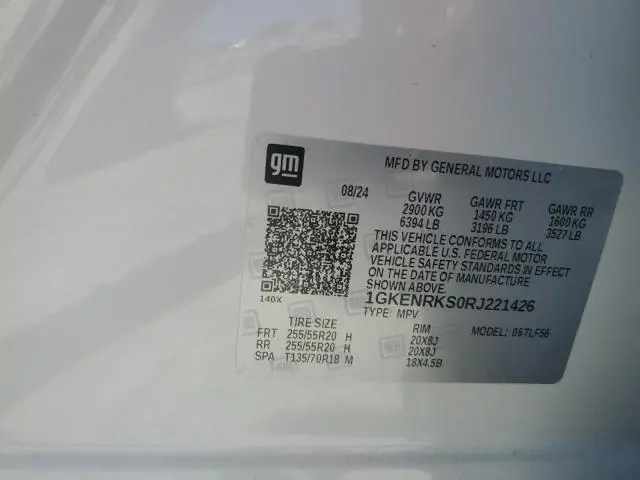 gm
MFD BY GENERAL MOTORS LLC
08/24 GVWR GAWR FRT GAWR RR
2900 KG 1450 KG 1600 KG
6394 LB 3196 LB 3527 LB
THIS VEHICLE CONFORMS TO ALL
APPLICABLE U.S. FEDERAL MOTOR
VEHICLE SAFETY STANDARDS IN EFFECT
ON THE DATE OF MANUFACTURE
SHOWN ABOVE.
140X
1GKENRKS0RJ221426
TYPE: MPV
TIRE SIZE RIM MODEL:
FRT 255/55R20 H 20X8J
RR 255/55R20 H 20X8J
SPA T135/70R18 M 18X4.5B